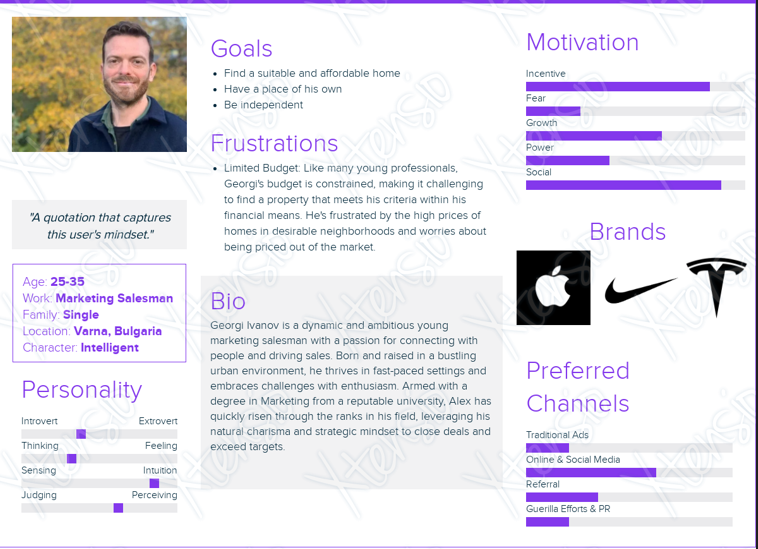 "A quotation that captures
this user's mindset."
Age: 25-35
Work: Marketing Salesman
Family: Single
Location: Varna, Bulgaria
Character: Intelligent
Personality
Introvert Extrovert
Thinking Feeling
Sensing Intuition
Judging Perceiving
Goals
Find a suitable and affordable home
Have a place of his own
Be independent
Frustrations
Limited Budget: Like many young professionals,
Georgi's budget is constrained, making it challenging
to find a property that meets his criteria within his
financial means. He's frustrated by the high prices of
homes in desirable neighborhoods and worries about
being priced out of the market.
Bio
Georgi Ivanov is a dynamic and ambitious young
marketing salesman with a passion for connecting with
people and driving sales. Born and raised in a bustling
urban environment, he thrives in fast-paced settings and
embraces challenges with enthusiasm. Armed with a
degree in Marketing from a reputable university, Alex has
quickly risen through the ranks in his field, leveraging his
natural charisma and strategic mindset to close deals and
exceed targets.
Motivation
Incentive
Fear
Growth
Power
Social
Brands
Preferred
Channels
Traditional Ads
Online & Social Media
Referral
Guerilla Efforts & PR
Xtensio